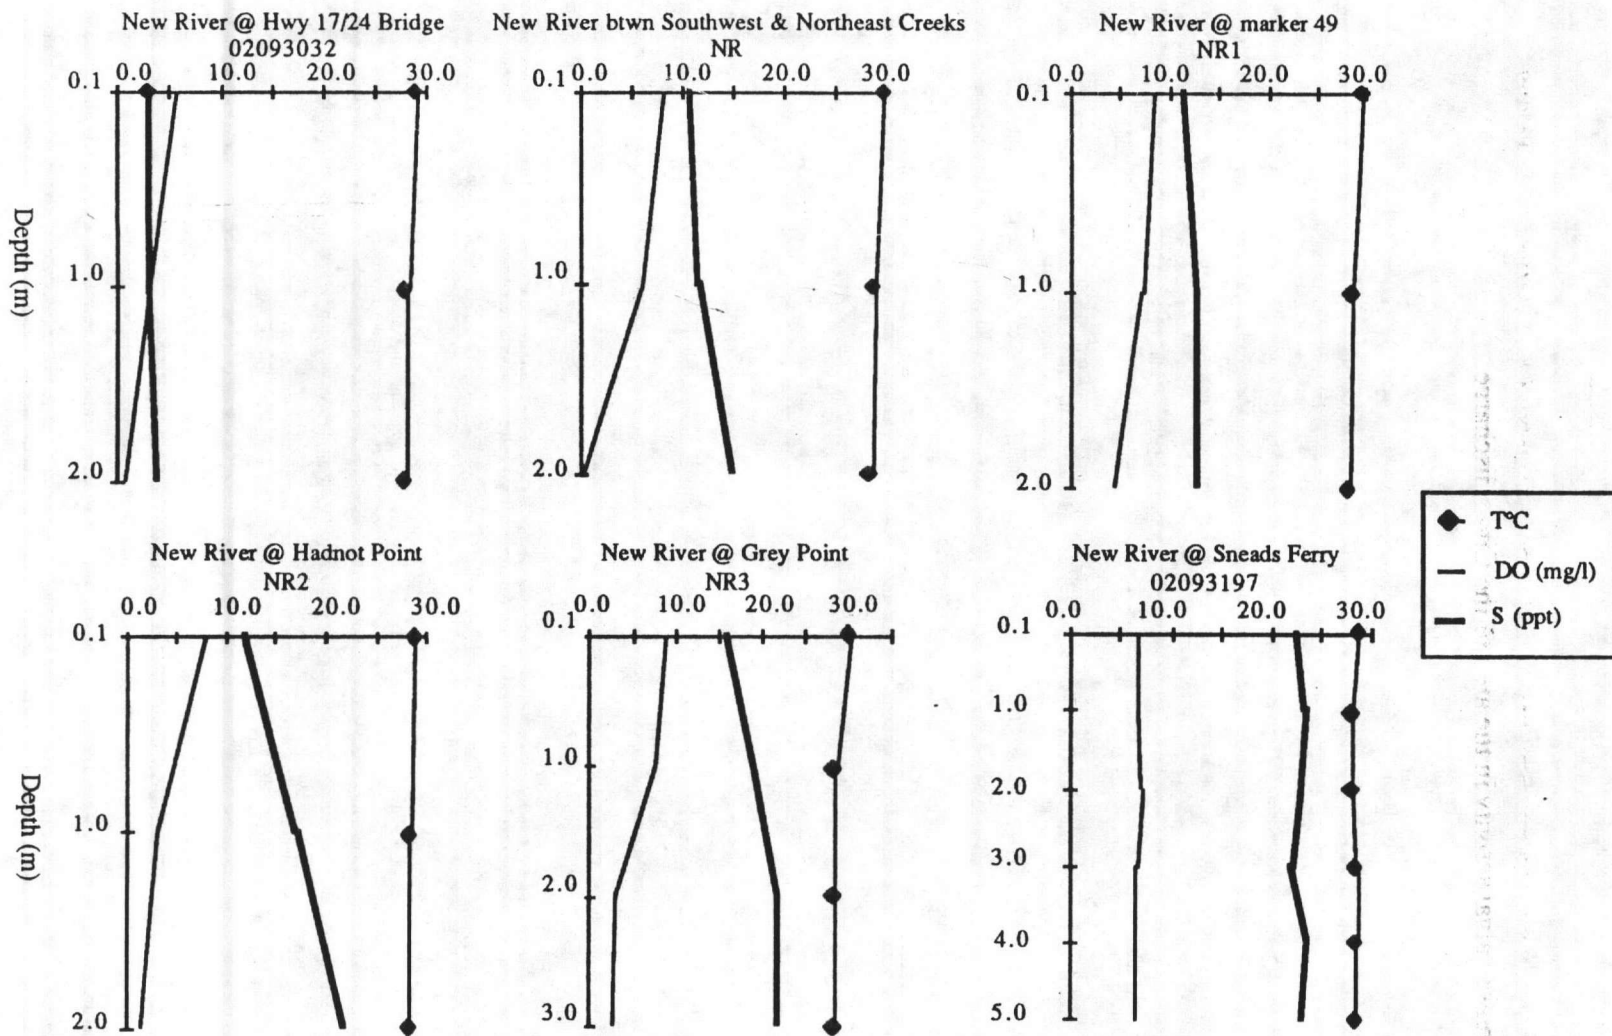 New River @ Hwy 17/24 Bridge
02093032
0.1 0.0 10.0 20.0 30.0
1.0
2.0
Depth (m)
New River btwn Southwest & Northeast Creeks
NR
0.1 0.0 10.0 20.0 30.0
1.0
2.0
New River @ marker 49
NR1
0.0 10.0 20.0 30.0
0.1
1.0
2.0
T°C
DO (mg/l)
S (ppt)
New River @ Hadnot Point
NR2
0.0 10.0 20.0 30.0
0.1
1.0
2.0
Depth (m)
New River @ Grey Point
NR3
0.0 10.0 20.0 30.0
0.1
1.0
2.0
3.0
New River @ Sneads Ferry
02093197
0.0 10.0 20.0 30.0
0.1
1.0
2.0
3.0
4.0
5.0